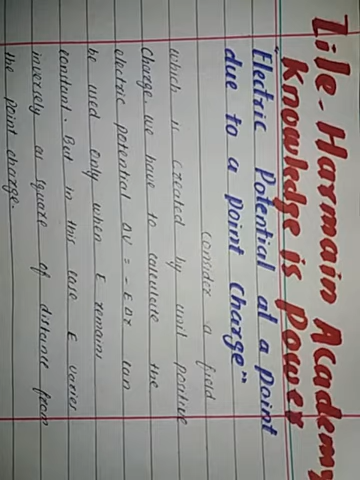 Title- Harmain Academy
"Knowledge is Power
Electric Potential at a point
due to a point charge"
consider a field
which is created by unit positive
charge we have to calculate the
electric potential ΔV = -EΔr can
be used only when E remain
constant. But in this case E varies
inversely as square of distance from
the point charge.